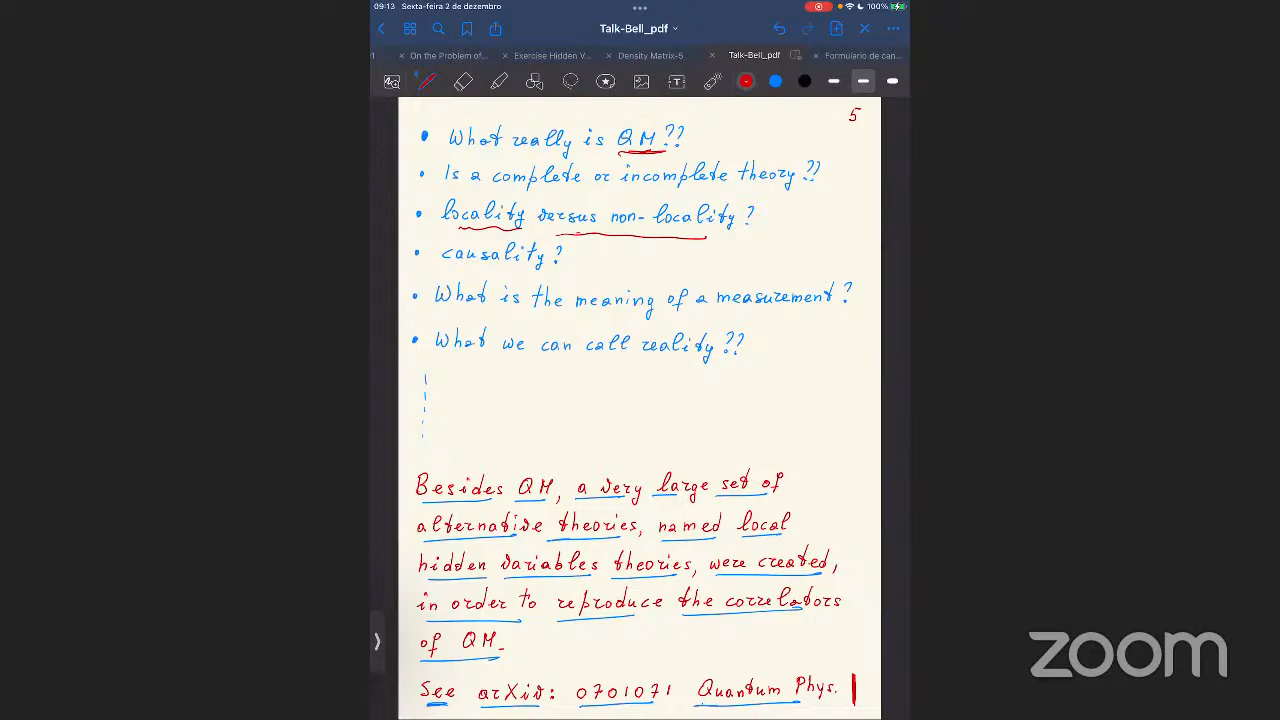 09:13 Sexta-feira 2 de dezembro
100%
Talk-Bell_pdf
On the Problem of...
Exercise Hidden V...
Density Matrix-5
Talk-Bell_pdf
Formulario de can...
5
• What really is QM??
• Is a complete or incomplete theory??
• locality versus non-locality?
• causality?
• What is the meaning of a measurement?
• What we can call reality??
Besides QM, a very large set of
alternative theories, named local
hidden variables theories, were created,
in order to reproduce the correlators
of QM.
See arXiv: 0701071 Quantum Phys.
zoom